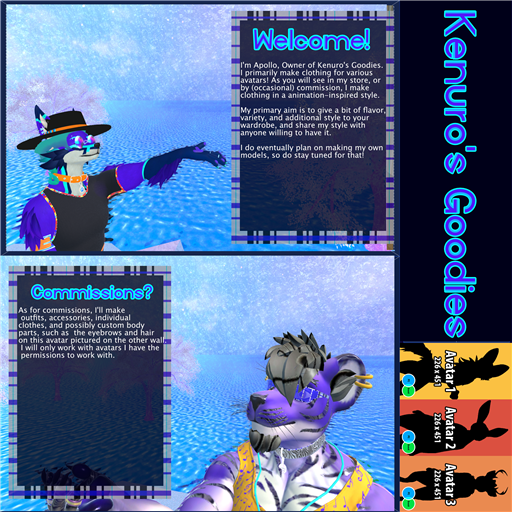 Welcome!
I'm Apollo, Owner of Kenuro's Goodies.
I primarily make clothing for various
avatars! As you will see in my store, or
by (occasional) commission, I make
clothing in a animation-inspired style.
My primary aim is to give a bit of flavor,
variety, and additional style to your
wardrobe, and share my style with
anyone willing to have it.
I do eventually plan on making my own
models, so do stay tuned for that!
Commissions?
As for commissions, I'll make
outfits, accessories, individual
clothes, and possibly custom body
parts, such as the eyebrows and hair
on this avatar pictured on the other wall.
I will only work with avatars I have the
permissions to work with.
Kenuro's Goodies
Avatar 1
226 x 451
Avatar 2
226 x 451
Avatar 3
226 x 451